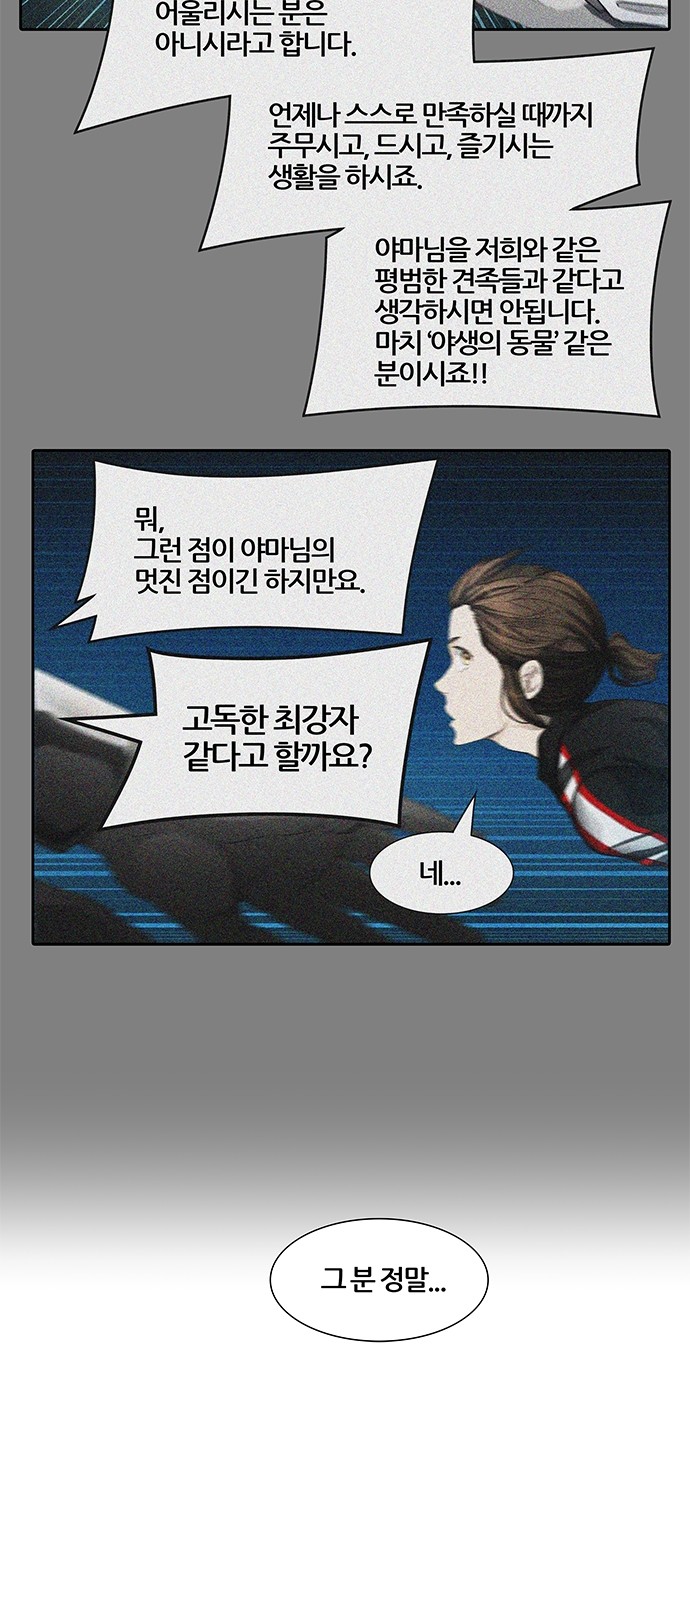 어울리시는 분은
아니시라고 합니다.
언제나 스스로 만족하실 때까지
주무시고, 드시고, 즐기시는
생활을 하시죠.
야마님을 저희와 같은
평범한 견족들과 같다고
생각하시면 안됩니다.
마치 ‘야생의 동물’ 같은
분이시죠!!
뭐,
그런 점이 야마님의
멋진 점이긴 하지만요.
고독한 최강자
같다고 할까요?
네...
그 분 정말...